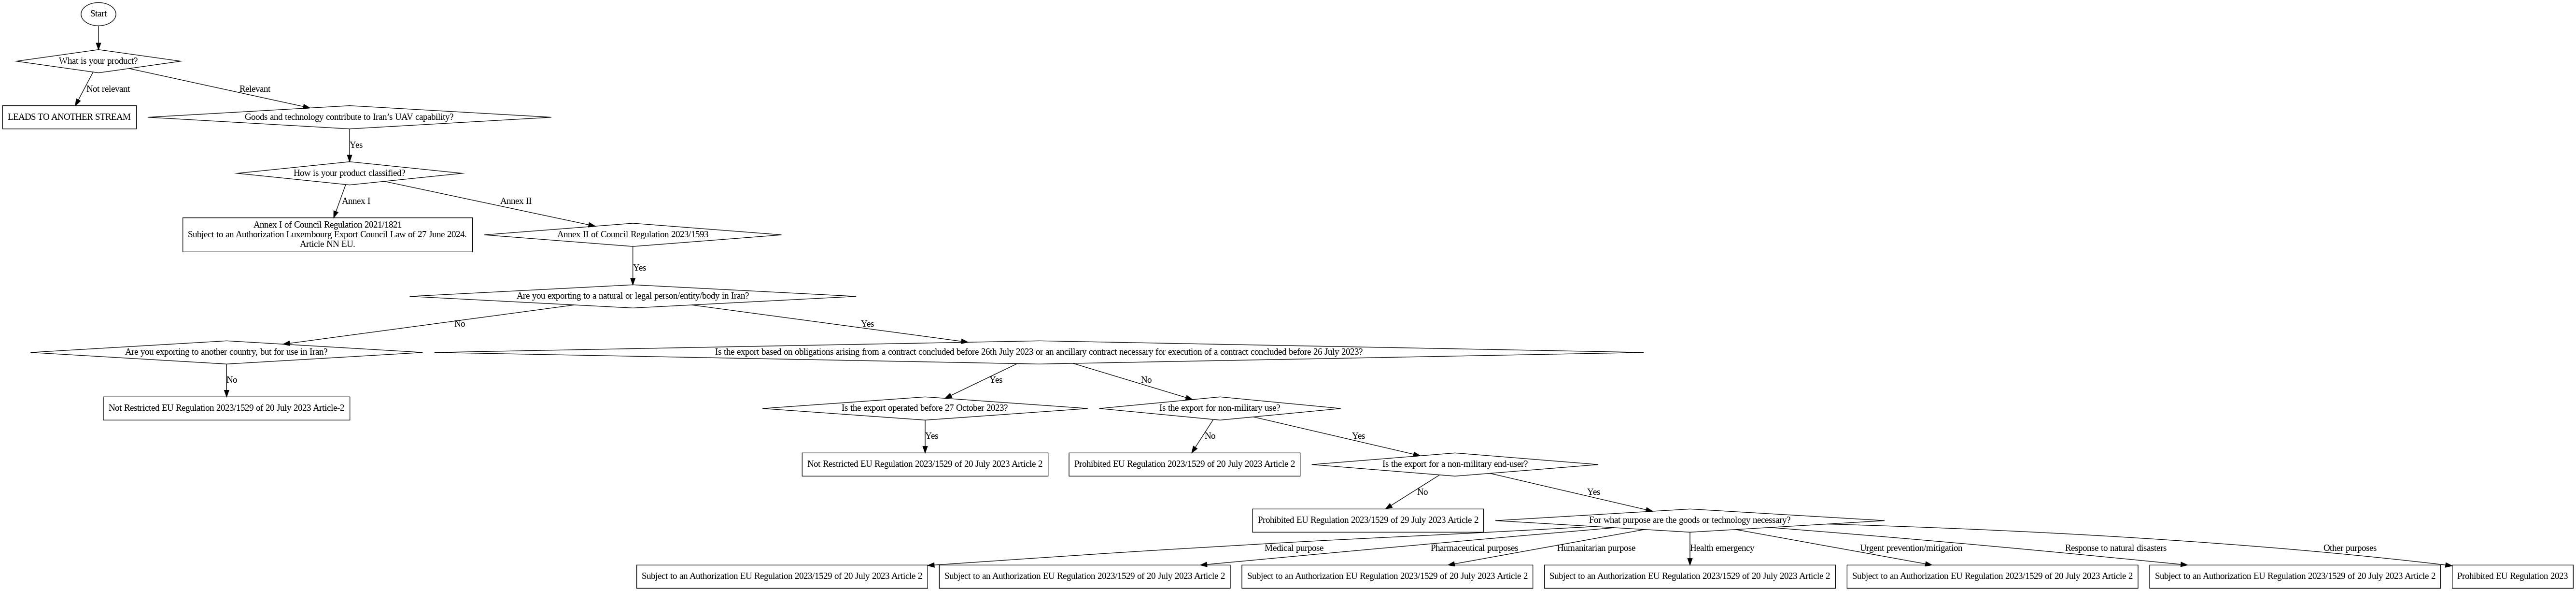 Start
What is your product?
Not relevant
Relevant
LEADS TO ANOTHER STREAM
Goods and technology contribute to Iran’s UAV capability?
Yes
How is your product classified?
Annex I
Annex II
Annex I of Council Regulation 2021/1821
Subject to an Authorization Luxembourg Export Council Law of 27 June 2024.
Article NN EU.
Annex II of Council Regulation 2023/1593
Yes
Are you exporting to a natural or legal person/entity/body in Iran?
No
Yes
Are you exporting to another country, but for use in Iran?
Is the export based on obligations arising from a contract concluded before 26th July 2023 or an ancillary contract necessary for execution of a contract concluded before 26 July 2023?
No
Yes
No
Not Restricted EU Regulation 2023/1529 of 20 July 2023 Article-2
Is the export operated before 27 October 2023?
Is the export for non-military use?
Yes
No
Yes
Not Restricted EU Regulation 2023/1529 of 20 July 2023 Article 2
Prohibited EU Regulation 2023/1529 of 20 July 2023 Article 2
Is the export for a non-military end-user?
No
Yes
Prohibited EU Regulation 2023/1529 of 29 July 2023 Article 2
For what purpose are the goods or technology necessary?
Medical purpose
Pharmaceutical purposes
Humanitarian purpose
Health emergency
Urgent prevention/mitigation
Response to natural disasters
Other purposes
Subject to an Authorization EU Regulation 2023/1529 of 20 July 2023 Article 2
Subject to an Authorization EU Regulation 2023/1529 of 20 July 2023 Article 2
Subject to an Authorization EU Regulation 2023/1529 of 20 July 2023 Article 2
Subject to an Authorization EU Regulation 2023/1529 of 20 July 2023 Article 2
Subject to an Authorization EU Regulation 2023/1529 of 20 July 2023 Article 2
Subject to an Authorization EU Regulation 2023/1529 of 20 July 2023 Article 2
Prohibited EU Regulation 2023